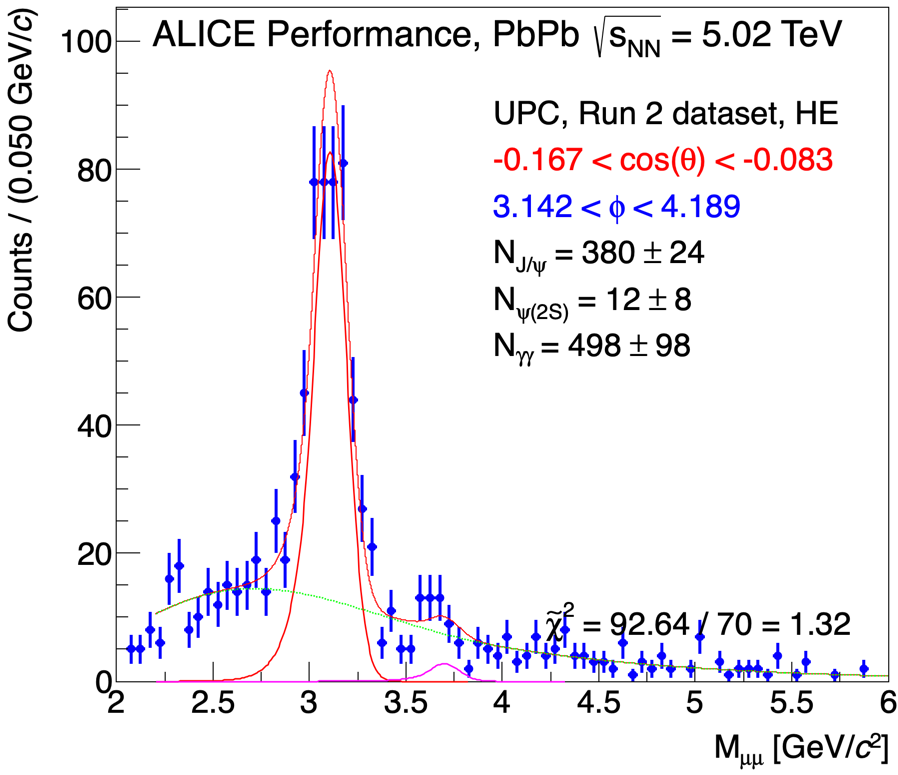 ALICE Performance, PbPb √sNN = 5.02 TeV
UPC, Run 2 dataset, HE
-0.167 < cos(θ) < -0.083
3.142 < ϕ < 4.189
NJ/ψ = 380 ± 24
Nψ(2S) = 12 ± 8
Nγγ = 498 ± 98
χ̃² = 92.64 / 70 = 1.32
Counts / (0.050 GeV/c)
100
80
60
40
20
0
2 2.5 3 3.5 4 4.5 5 5.5 6
Mμμ [GeV/c²]